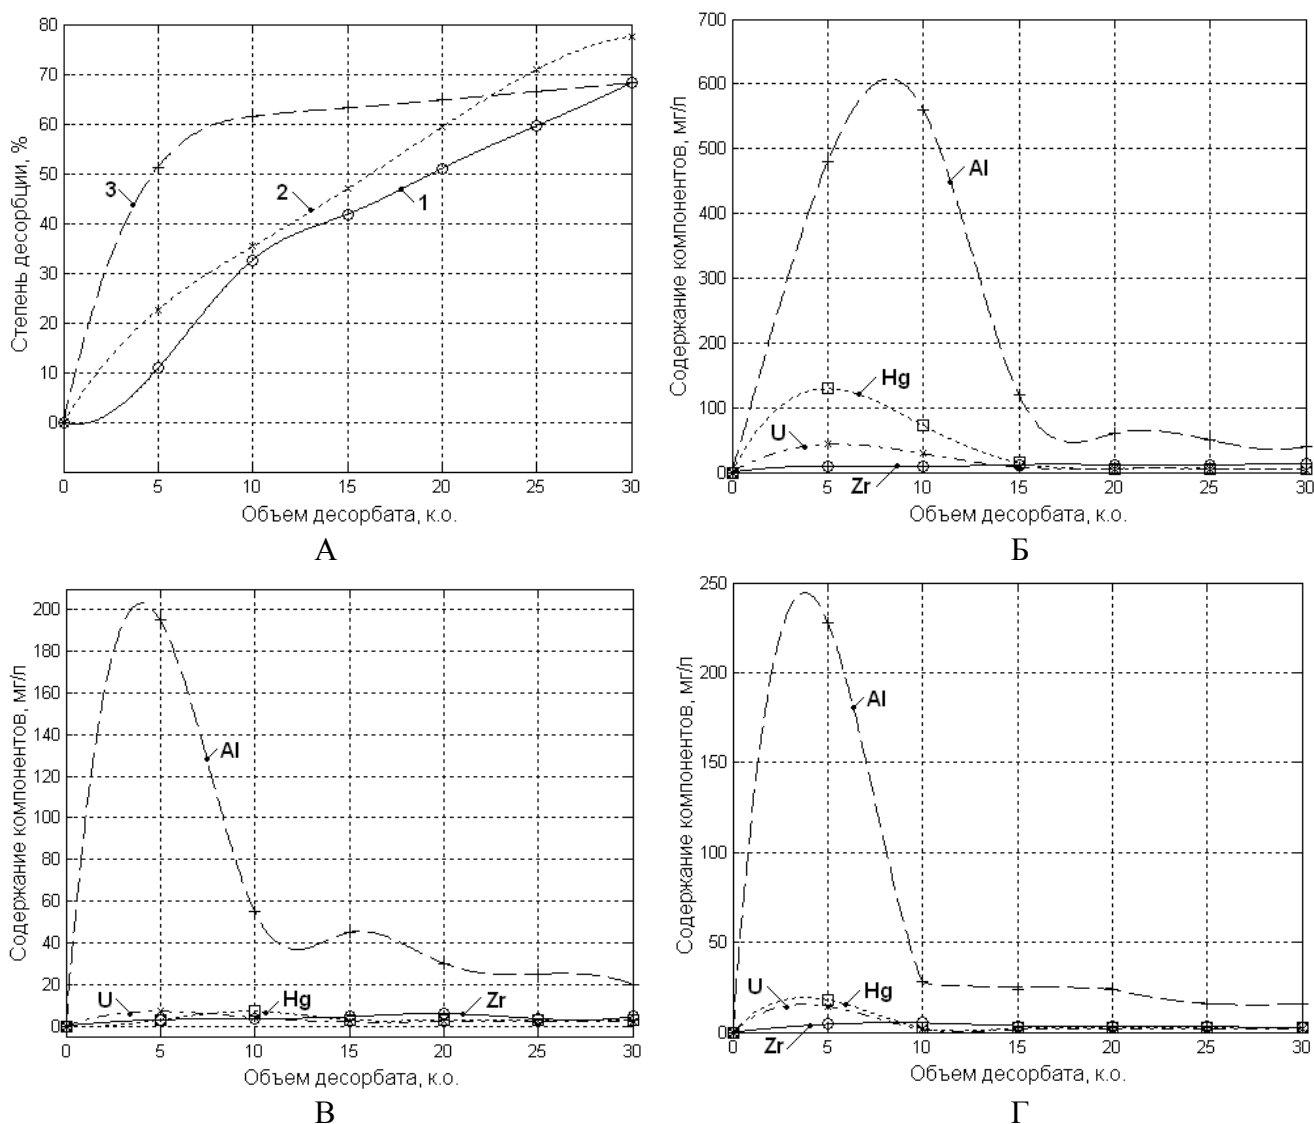 80
70
60
50
40
30
20
10
0
Степень десорбции, %
3
2
1
0 5 10 15 20 25 30
Объем десорбата, к.о.
А
700
600
500
400
300
200
100
0
Содержание компонентов, мг/л
Al
Hg
U
Zr
0 5 10 15 20 25 30
Объем десорбата, к.о.
Б
200
180
160
140
120
100
80
60
40
20
0
Содержание компонентов, мг/л
Al
U Hg Zr
0 5 10 15 20 25 30
Объем десорбата, к.о.
В
250
200
150
100
50
0
Содержание компонентов, мг/л
Al
U Hg
Zr
0 5 10 15 20 25 30
Объем десорбата, к.о.
Г